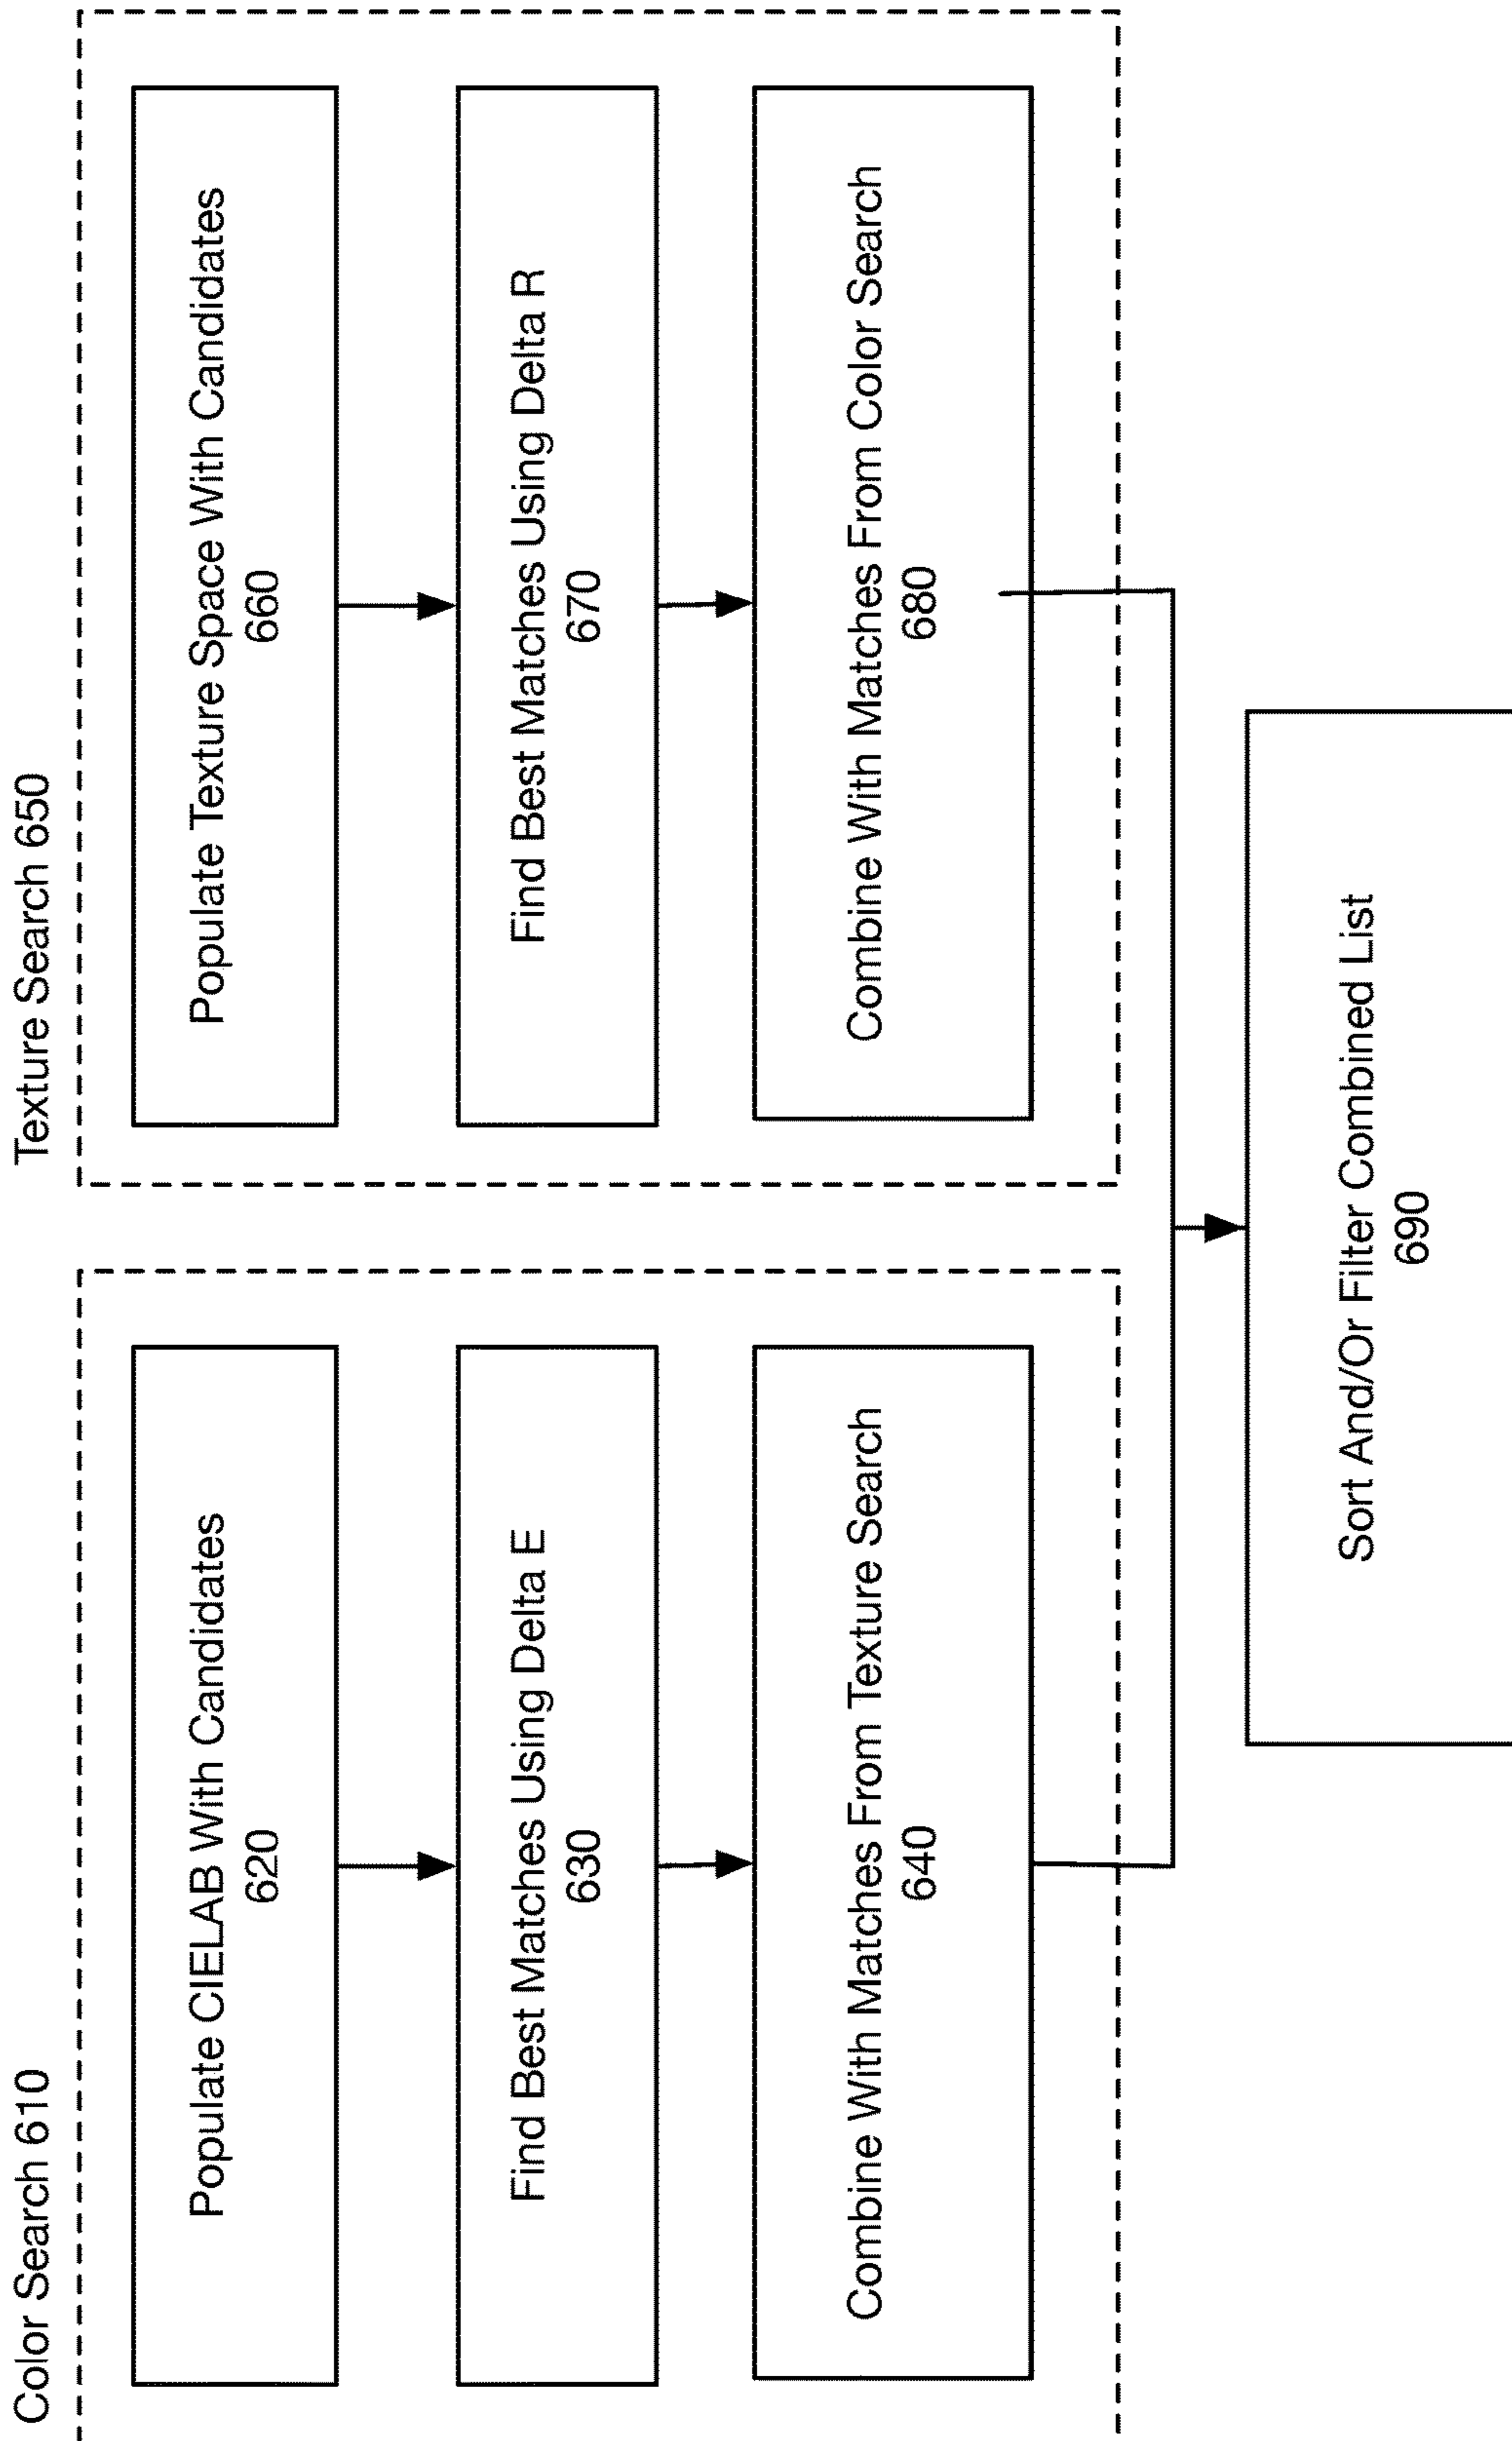 Color Search 610
Populate CIELAB With Candidates
620
Find Best Matches Using Delta E
630
Combine With Matches From Texture Search
640
Texture Search 650
Populate Texture Space With Candidates
660
Find Best Matches Using Delta R
670
Combine With Matches From Color Search
680
Sort And/Or Filter Combined List
690